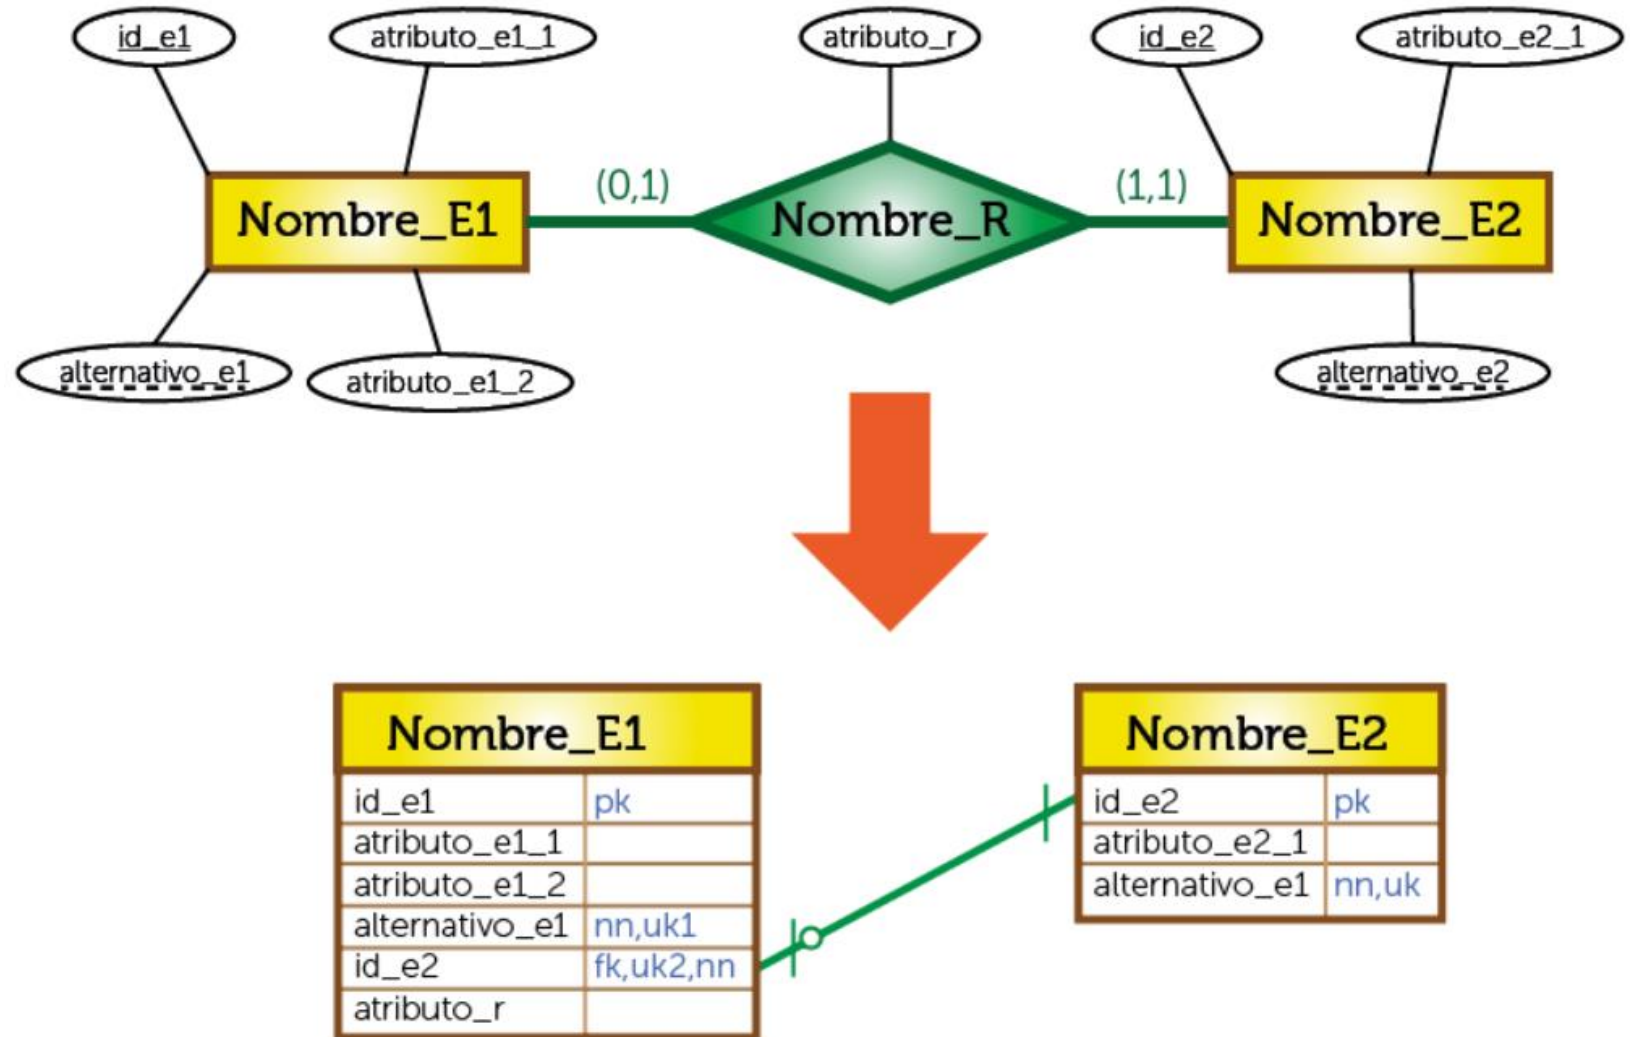 id_e1
atributo_e1_1
atributo_r
id_e2
atributo_e2_1
(0,1)
(1,1)
Nombre_E1
Nombre_R
Nombre_E2
alternativo_e1
atributo_e1_2
alternativo_e2
Nombre_E1
id_e1 pk
atributo_e1_1
atributo_e1_2
alternativo_e1 nn,uk1
id_e2 fk,uk2,nn
atributo_r
Nombre_E2
id_e2 pk
atributo_e2_1
alternativo_e1 nn,uk